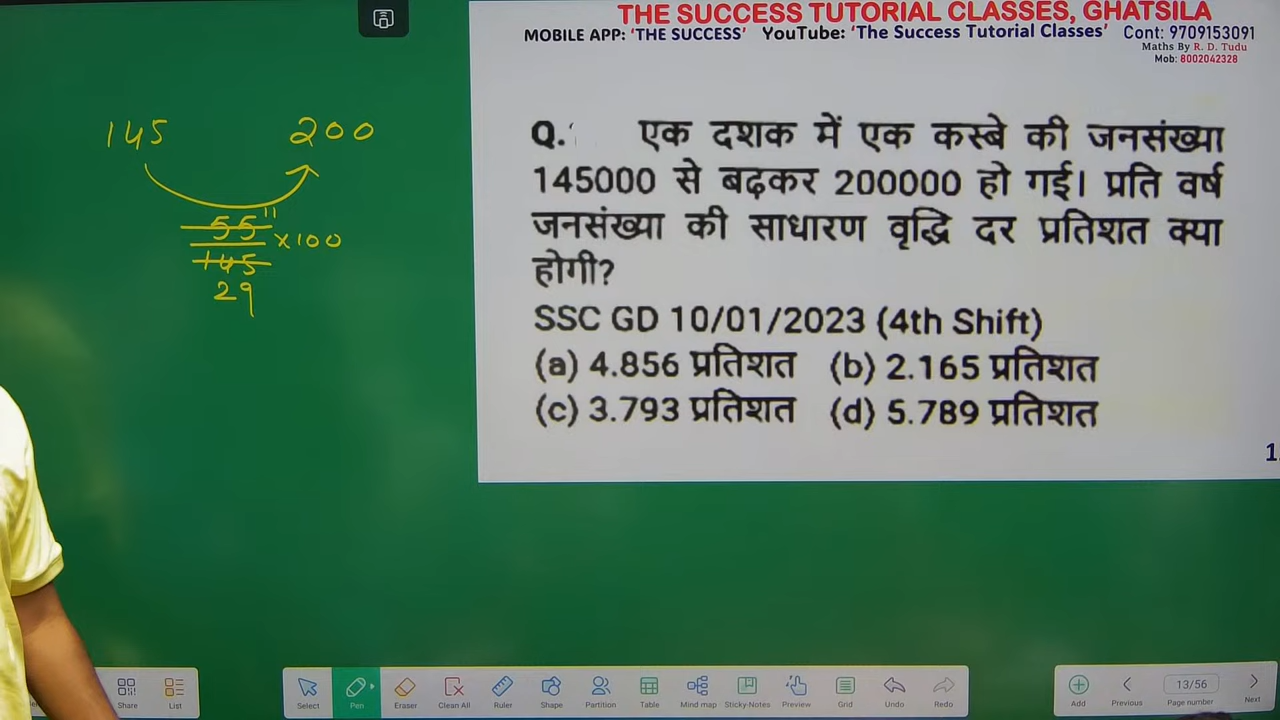 THE SUCCESS TUTORIAL CLASSES, GHATSILA
MOBILE APP: 'THE SUCCESS' YouTube: 'The Success Tutorial Classes' Cont: 9709153091
Maths By R. D. Tudu
Mob: 8002042328
145 200
55 11
×100
145
29
Q. एक दशक में एक कस्बे की जनसंख्या
145000 से बढ़कर 200000 हो गई। प्रति वर्ष
जनसंख्या की साधारण वृद्धि दर प्रतिशत क्या
होगी?
SSC GD 10/01/2023 (4th Shift)
(a) 4.856 प्रतिशत (b) 2.165 प्रतिशत
(c) 3.793 प्रतिशत (d) 5.789 प्रतिशत
Share List Select Pen Eraser Clean All Ruler Shape Partition Table Mind map Sticky-Notes Preview Grid Undo Redo Add Previous 13/56 Page number Next